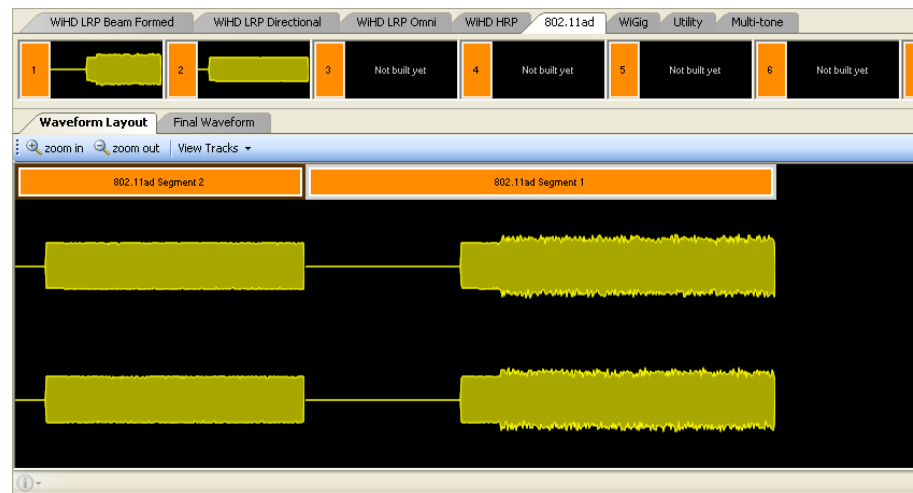 WiHD LRP Beam Formed WiHD LRP Directional WiHD LRP Omni WiHD HRP 802.11ad WiGig Utility Multi-tone
1 2 3 Not built yet 4 Not built yet 5 Not built yet 6 Not built yet
Waveform Layout Final Waveform
zoom in zoom out View Tracks
802.11ad Segment 2 802.11ad Segment 1